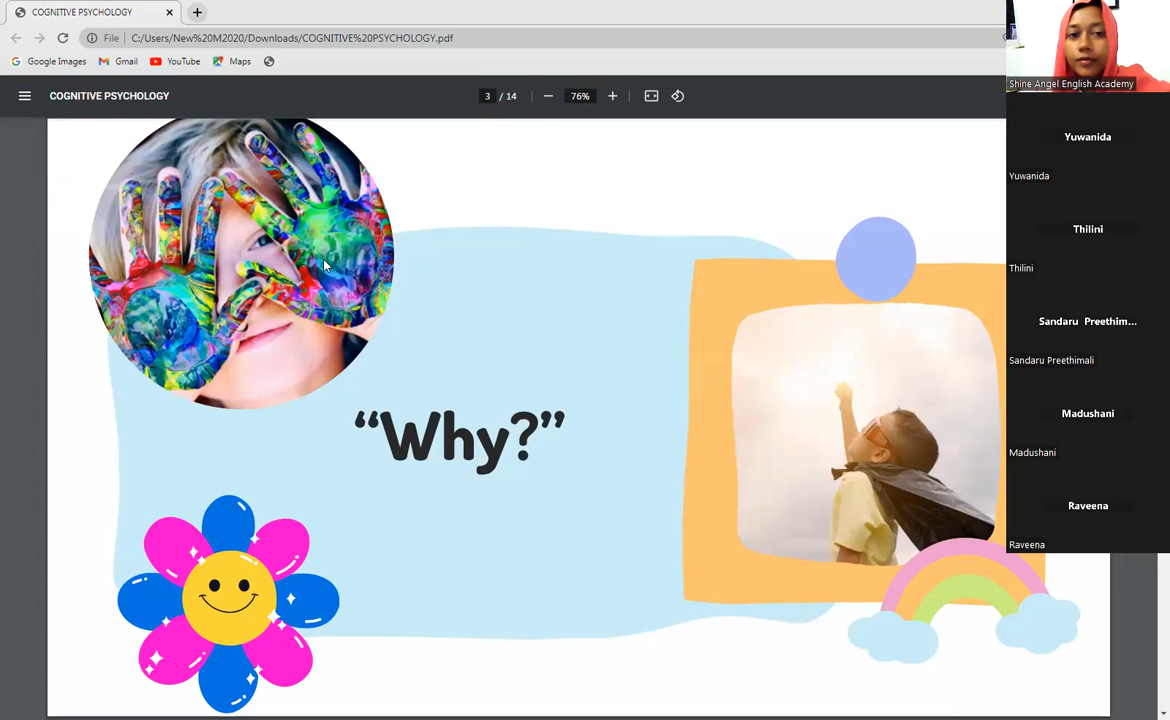 COGNITIVE PSYCHOLOGY
File C:/Users/New%20M2020/Downloads/COGNITIVE%20PSYCHOLOGY.pdf
Google Images Gmail YouTube Maps
COGNITIVE PSYCHOLOGY 3 / 14 76%
“Why?”
Shine Angel English Academy
Yuwanida
Yuwanida
Thilini
Thilini
Sandaru Preethim...
Sandaru Preethimali
Madushani
Madushani
Raveena
Raveena